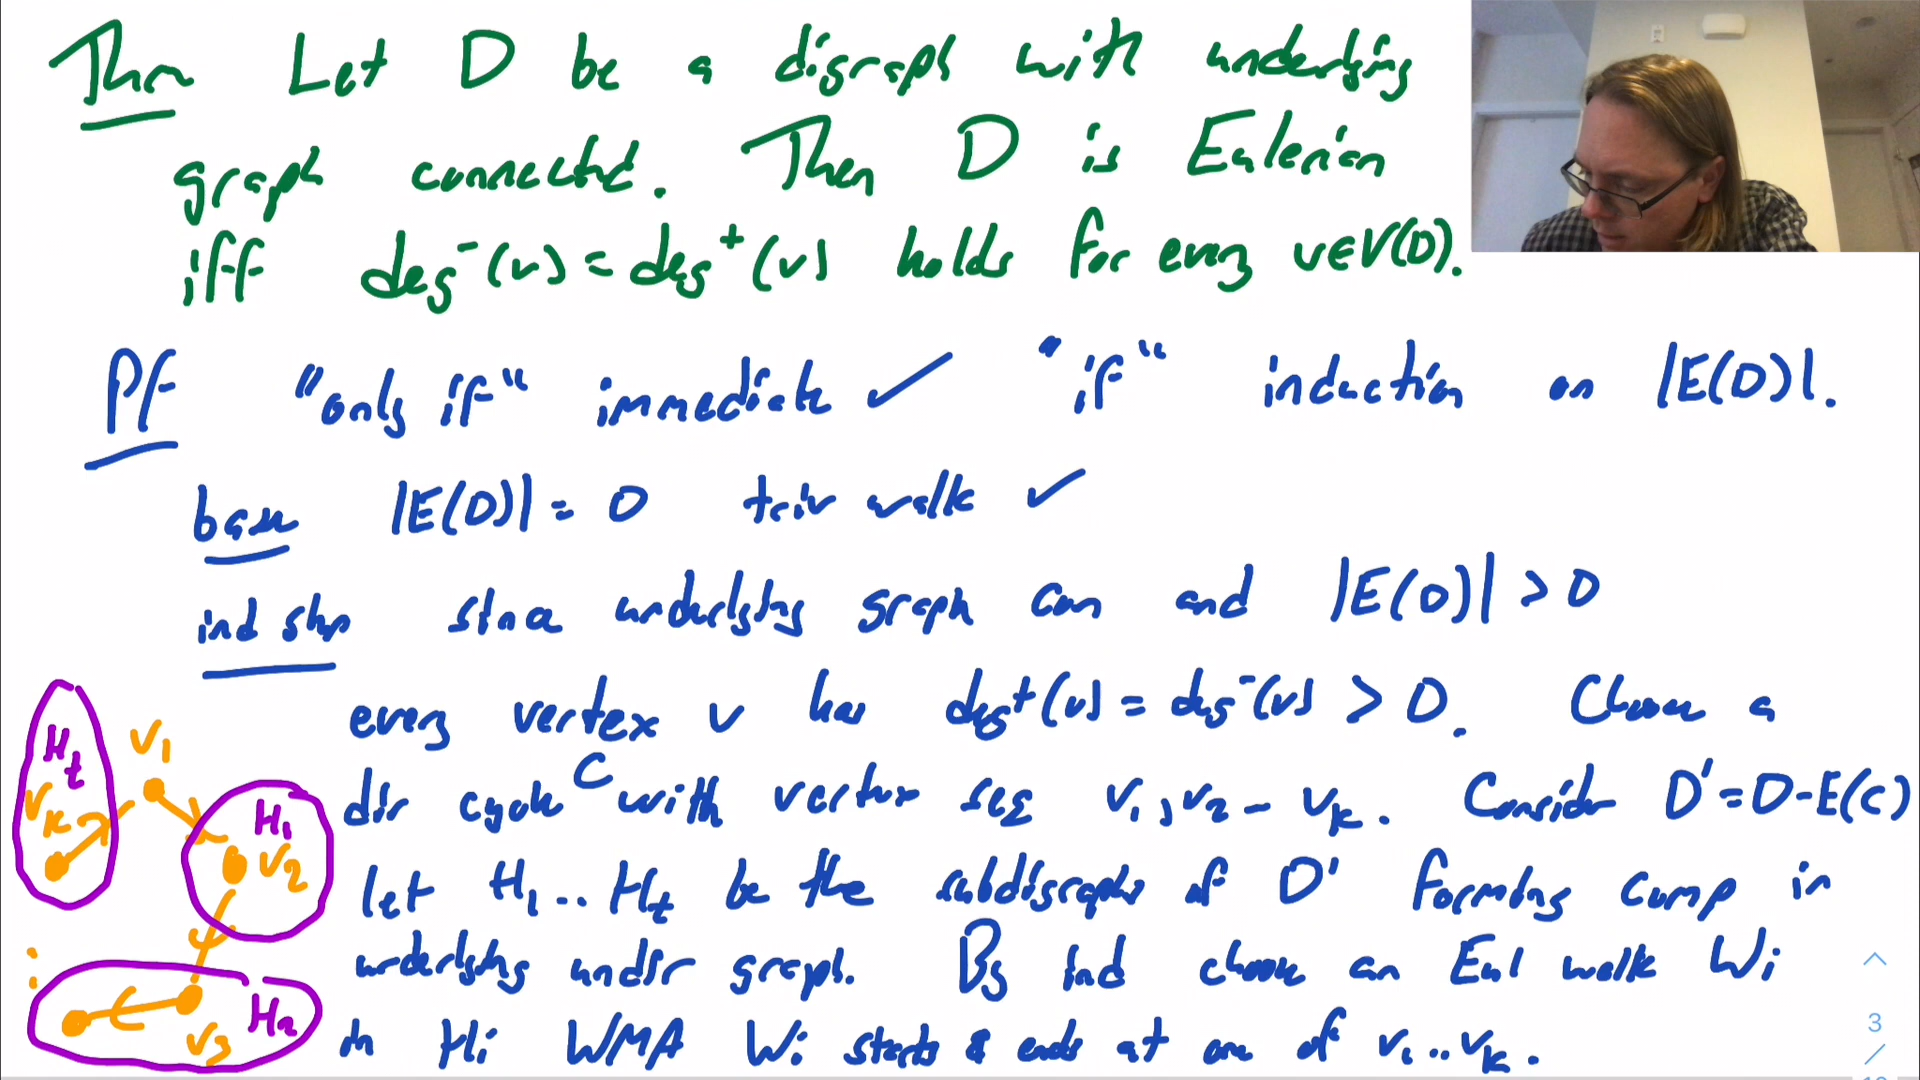 Thm Let D be a digraph with underlying
graph connected. Then D is Eulerian
iff deg⁻(v) = deg⁺(v) holds for every v∈V(D).
Pf "only if" immediate ✓ "if" induction on |E(D)|.
base |E(D)| = 0 triv walk ✓
ind step since underlying graph con and |E(D)| > 0
every vertex v has deg⁺(v) = deg⁻(v) > 0. Choose a
dir cycle C with vertex seq v₁, v₂ - vₖ. Consider D' = D-E(C)
let H₁ .. Hₜ be the subdigraphs of D' forming comp in
underlying undir graph. By ind choose an Eul walk Wᵢ
in Hᵢ WMA Wᵢ starts & ends at one of v₁ .. vₖ.
Hₜ
v₁
vₖ
H₁
v₂
H₂
v₃
3
/